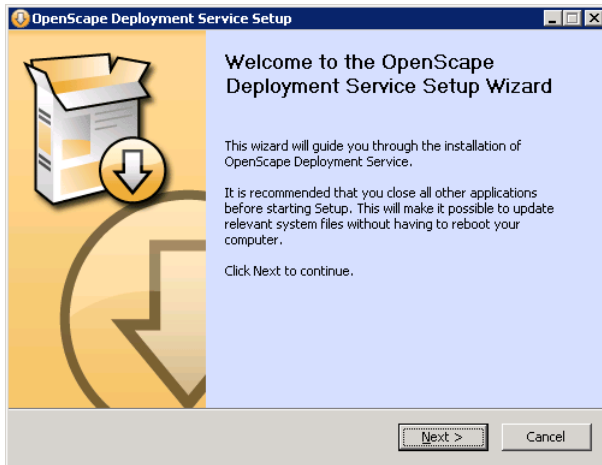 OpenScape Deployment Service Setup
Welcome to the OpenScape
Deployment Service Setup Wizard
This wizard will guide you through the installation of
OpenScape Deployment Service.
It is recommended that you close all other applications
before starting Setup. This will make it possible to update
relevant system files without having to reboot your
computer.
Click Next to continue.
Next >
Cancel